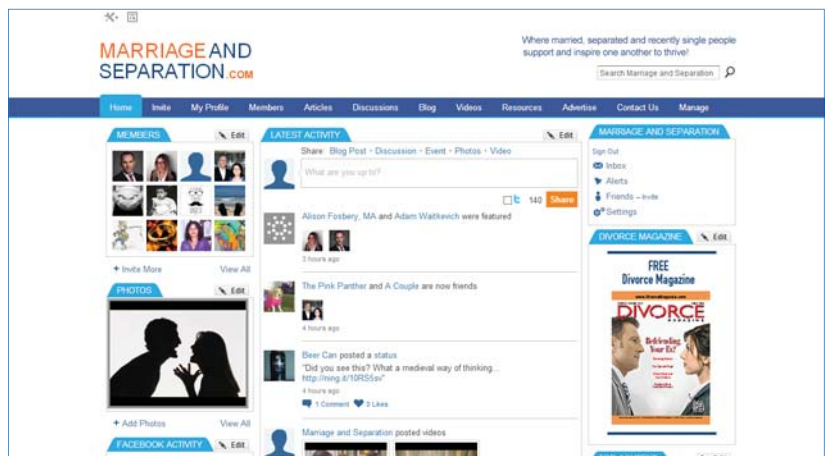 MARRIAGE AND
SEPARATION.COM
Where married, separated and recently single people
support and inspire one another to thrive!
Search Marriage and Separation
Home Invite My Profile Members Articles Discussions Blog Videos Resources Advertise Contact Us Manage
MEMBERS Edit
+ Invite More View All
PHOTOS Edit
+ Add Photos View All
FACEBOOK ACTIVITY Edit
LATEST ACTIVITY Edit
Share: Blog Post · Discussion · Event · Photos · Video
What are you up to?
140 Share
Alison Fosbery, MA and Adam Waitkevich were featured
3 hours ago
The Pink Panther and A Couple are now friends
4 hours ago
Beer Can posted a status
"Did you see this? What a medieval way of thinking...
http://ning.it/10RS5sv"
4 hours ago
1 Comment 0 Likes
Marriage and Separation posted videos
MARRIAGE AND SEPARATION
Sign Out
Inbox
Alerts
Friends – Invite
Settings
DIVORCE MAGAZINE Edit
FREE
Divorce Magazine
www.DivorceMagazine.com
DIVORCE
MAGAZINE
Befriending
Your Ex?